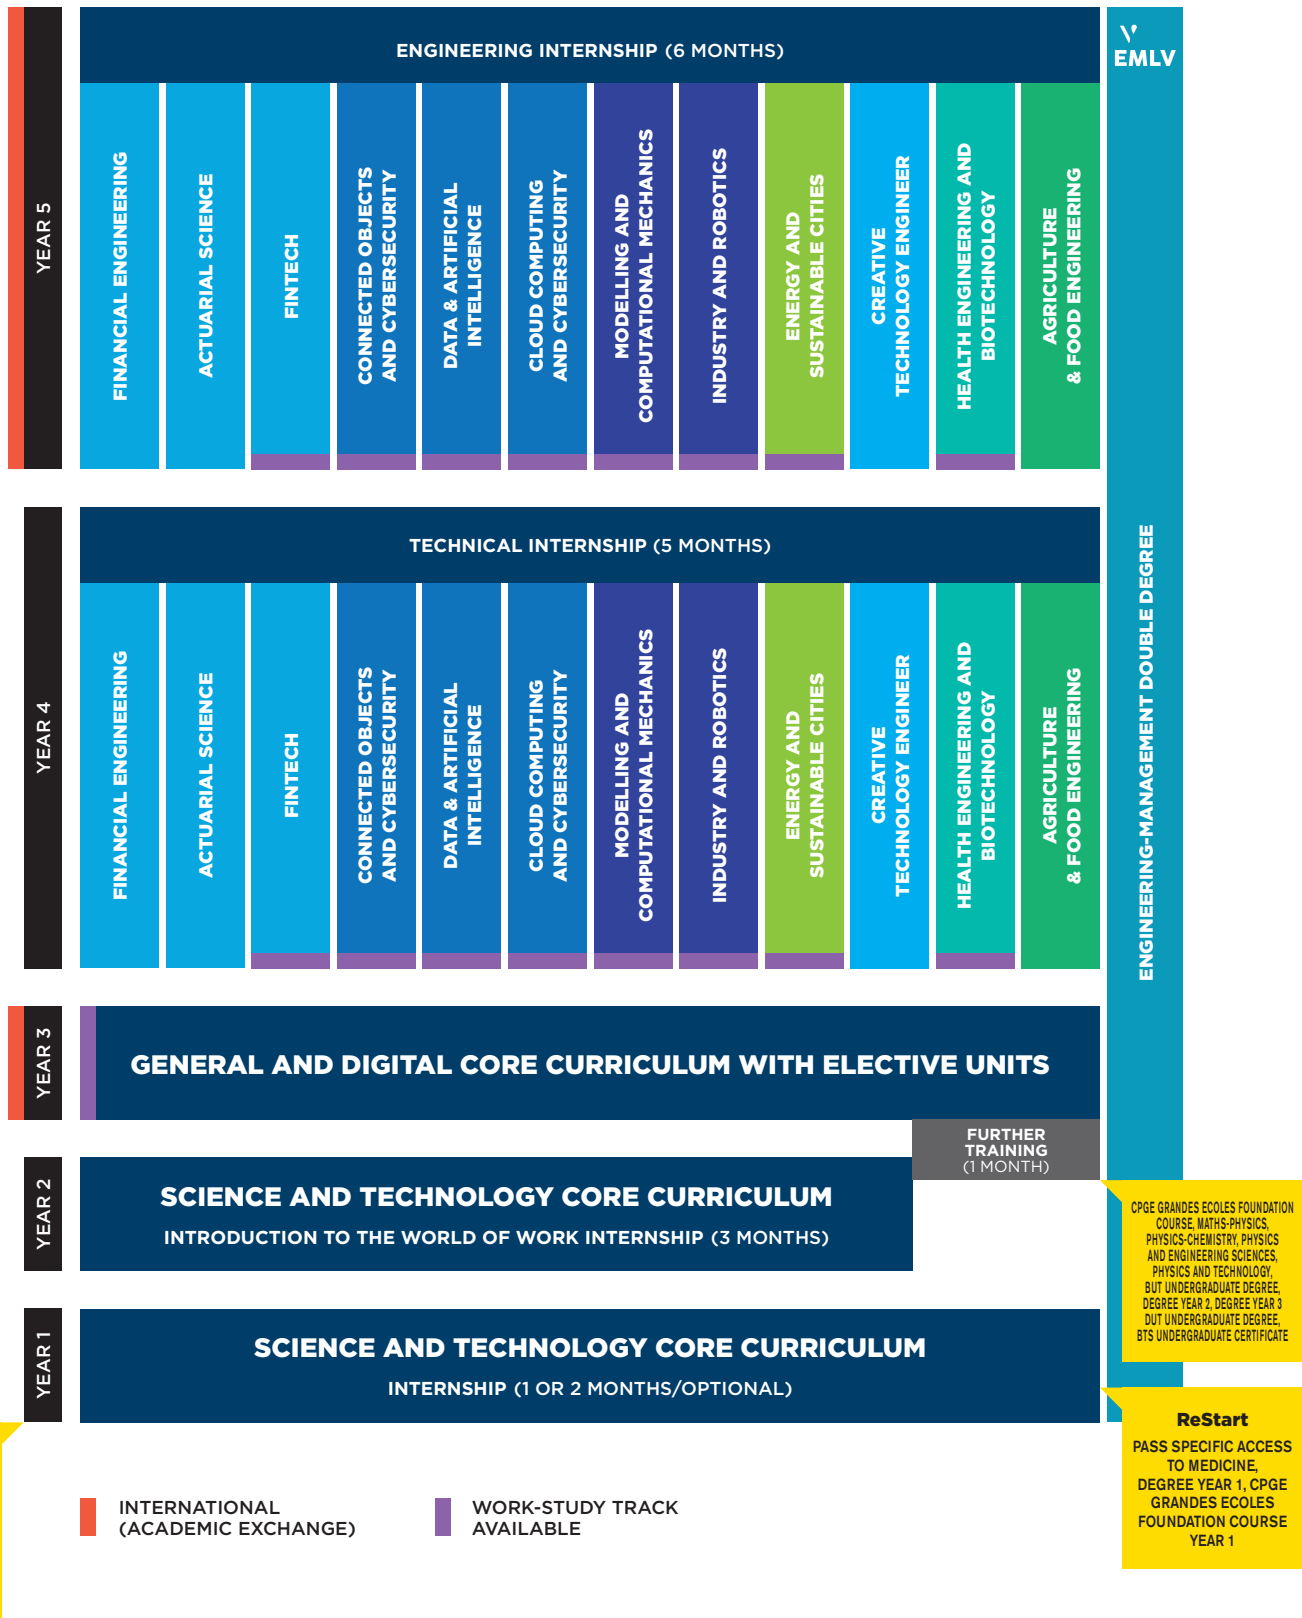 ENGINEERING INTERNSHIP (6 MONTHS)
EMLV
YEAR 5
FINANCIAL ENGINEERING
ACTUARIAL SCIENCE
FINTECH
CONNECTED OBJECTS
AND CYBERSECURITY
DATA & ARTIFICIAL
INTELLIGENCE
CLOUD COMPUTING
AND CYBERSECURITY
MODELLING AND
COMPUTATIONAL MECHANICS
INDUSTRY AND ROBOTICS
ENERGY AND
SUSTAINABLE CITIES
CREATIVE
TECHNOLOGY ENGINEER
HEALTH ENGINEERING AND
BIOTECHNOLOGY
AGRICULTURE
& FOOD ENGINEERING
ENGINEERING-MANAGEMENT DOUBLE DEGREE
TECHNICAL INTERNSHIP (5 MONTHS)
YEAR 4
FINANCIAL ENGINEERING
ACTUARIAL SCIENCE
FINTECH
CONNECTED OBJECTS
AND CYBERSECURITY
DATA & ARTIFICIAL
INTELLIGENCE
CLOUD COMPUTING
AND CYBERSECURITY
MODELLING AND
COMPUTATIONAL MECHANICS
INDUSTRY AND ROBOTICS
ENERGY AND
SUSTAINABLE CITIES
CREATIVE
TECHNOLOGY ENGINEER
HEALTH ENGINEERING AND
BIOTECHNOLOGY
AGRICULTURE
& FOOD ENGINEERING
YEAR 3
GENERAL AND DIGITAL CORE CURRICULUM WITH ELECTIVE UNITS
FURTHER
TRAINING
(1 MONTH)
YEAR 2
SCIENCE AND TECHNOLOGY CORE CURRICULUM
INTRODUCTION TO THE WORLD OF WORK INTERNSHIP (3 MONTHS)
CPGE GRANDES ECOLES FOUNDATION
COURSE, MATHS-PHYSICS,
PHYSICS-CHEMISTRY, PHYSICS
AND ENGINEERING SCIENCES,
PHYSICS AND TECHNOLOGY,
BUT UNDERGRADUATE DEGREE,
DEGREE YEAR 2, DEGREE YEAR 3
DUT UNDERGRADUATE DEGREE,
BTS UNDERGRADUATE CERTIFICATE
YEAR 1
SCIENCE AND TECHNOLOGY CORE CURRICULUM
INTERNSHIP (1 OR 2 MONTHS/OPTIONAL)
ReStart
PASS SPECIFIC ACCESS
TO MEDICINE,
DEGREE YEAR 1, CPGE
GRANDES ECOLES
FOUNDATION COURSE
YEAR 1
INTERNATIONAL
(ACADEMIC EXCHANGE)
WORK-STUDY TRACK
AVAILABLE